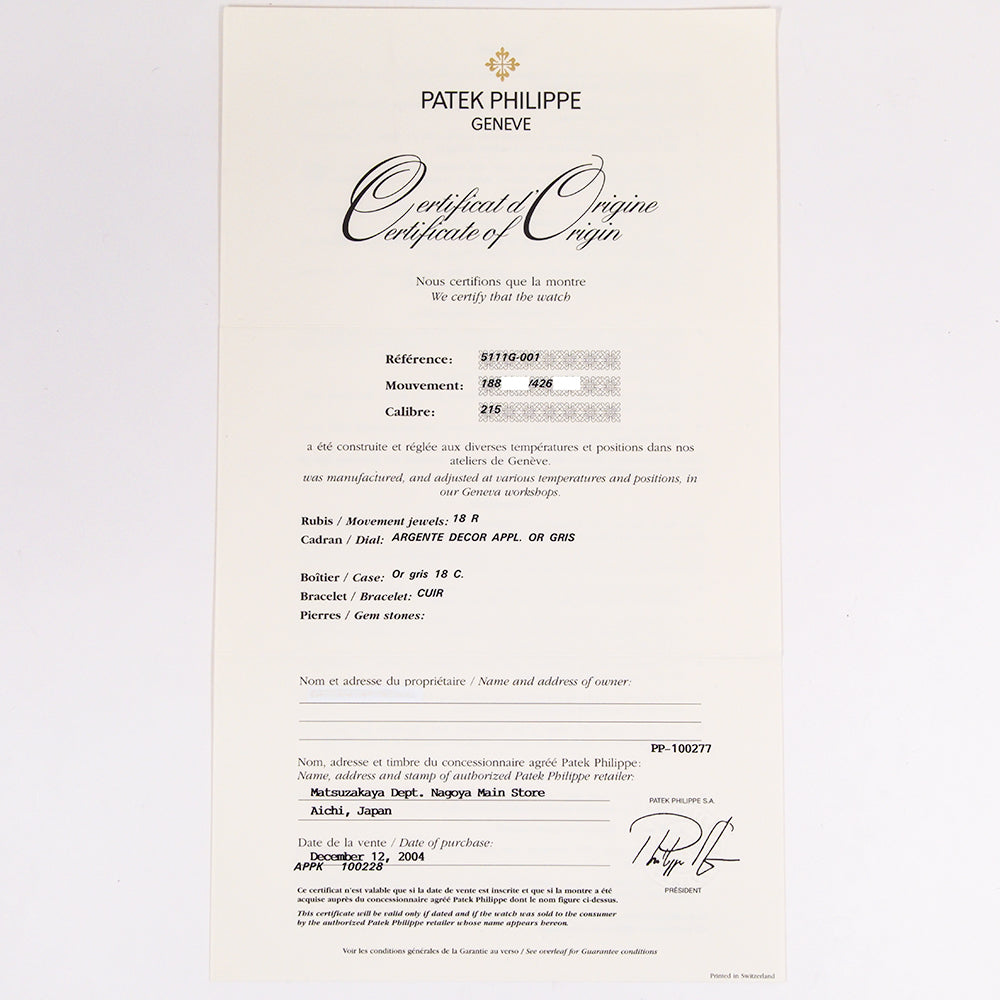 PATEK PHILIPPE
GENEVE
Certificat d'Origine
Certificate of Origin
Nous certifions que la montre
We certify that the watch
Référence: 5111G-001
Mouvement: 188 /426
Calibre: 215
a été construite et réglée aux diverses températures et positions dans nos
ateliers de Genève.
was manufactured, and adjusted at various temperatures and positions, in
our Geneva workshops.
Rubis / Movement jewels: 18 R
Cadran / Dial: ARGENTE DECOR APPL. OR GRIS
Boîtier / Case: Or gris 18 C.
Bracelet / Bracelet: CUIR
Pierres / Gem stones:
Nom et adresse du propriétaire / Name and address of owner:
PP-100277
Nom, adresse et timbre du concessionnaire agréé Patek Philippe:
Name, address and stamp of authorized Patek Philippe retailer:
Matsuzakaya Dept. Nagoya Main Store
Aichi, Japan
PATEK PHILIPPE S.A.
Date de la vente / Date of purchase:
December 12, 2004
APPK 100228
PRÉSIDENT
Ce certificat n'est valable que si la date de vente est inscrite et que si la montre a été
acquise auprès du concessionnaire agréé Patek Philippe dont le nom figure ci-dessus.
This certificate will be valid only if dated and if the watch was sold to the consumer
by the authorized Patek Philippe retailer whose name appears hereon.
Voir les conditions générales de la Garantie au verso / See overleaf for Guarantee conditions
Printed in Switzerland